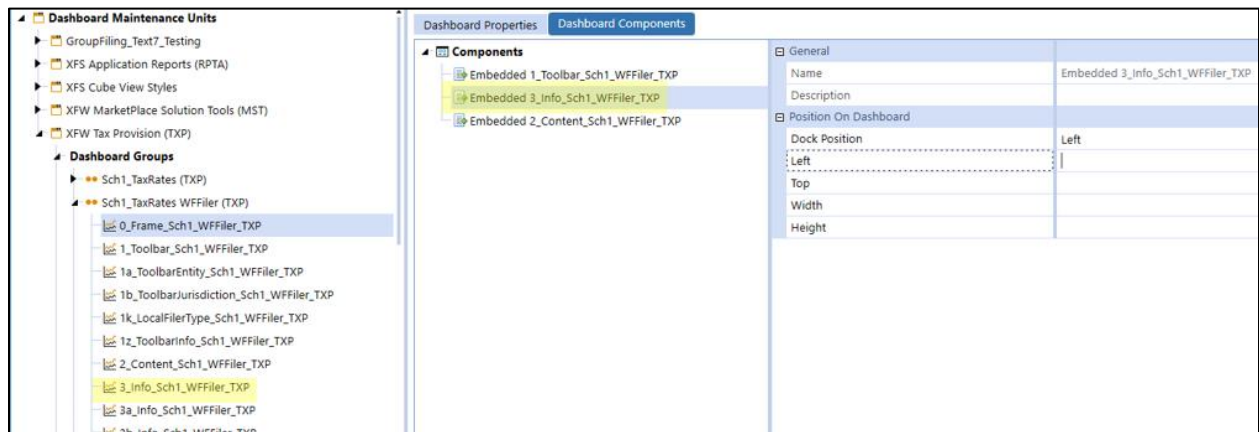 Dashboard Maintenance Units
GroupFiling_Text7_Testing
XFS Application Reports (RPTA)
XFS Cube View Styles
XFW MarketPlace Solution Tools (MST)
XFW Tax Provision (TXP)
Dashboard Groups
Sch1_TaxRates (TXP)
Sch1_TaxRates WFFiler (TXP)
0_Frame_Sch1_WFFiler_TXP
1_Toolbar_Sch1_WFFiler_TXP
1a_ToolbarEntity_Sch1_WFFiler_TXP
1b_ToolbarJurisdiction_Sch1_WFFiler_TXP
1k_LocalFilerType_Sch1_WFFiler_TXP
1z_ToolbarInfo_Sch1_WFFiler_TXP
2_Content_Sch1_WFFiler_TXP
3_Info_Sch1_WFFiler_TXP
3a_Info_Sch1_WFFiler_TXP
Dashboard Properties Dashboard Components
Components
Embedded 1_Toolbar_Sch1_WFFiler_TXP
Embedded 3_Info_Sch1_WFFiler_TXP
Embedded 2_Content_Sch1_WFFiler_TXP
General
Name Embedded 3_Info_Sch1_WFFiler_TXP
Description
Position On Dashboard
Dock Position Left
Left
Top
Width
Height